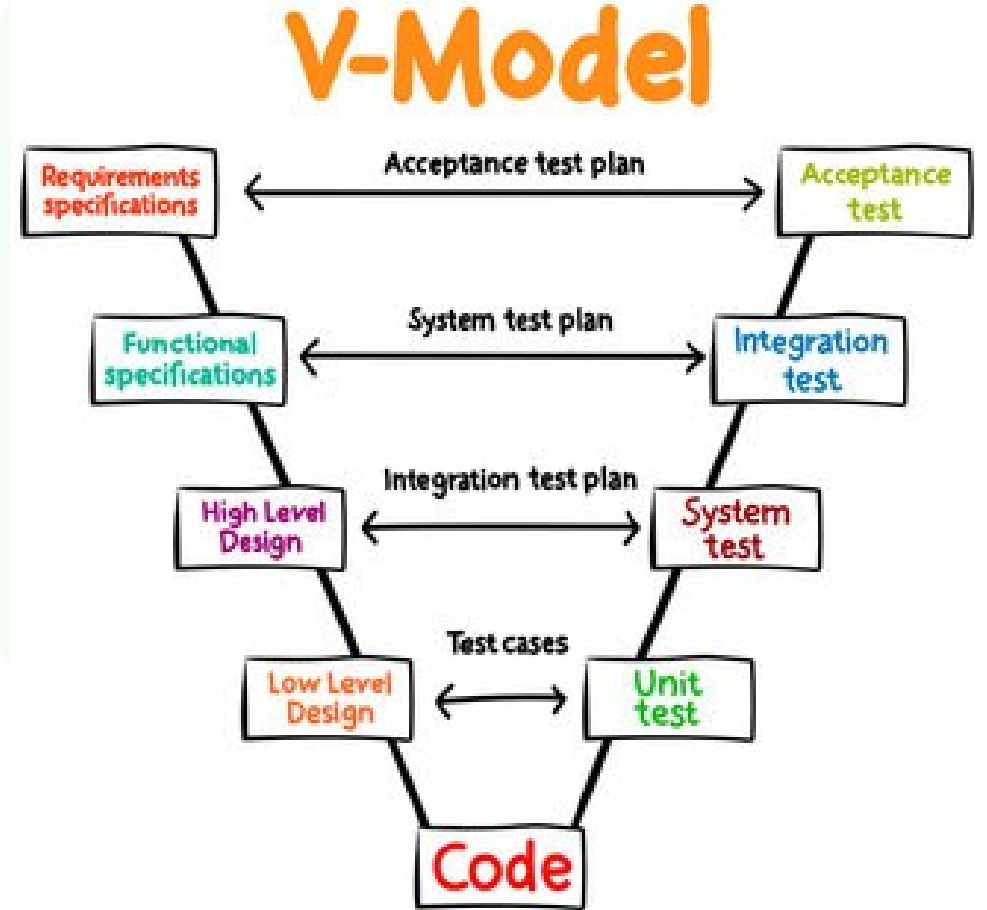 V-Model
Acceptance test plan
Requirements
specifications
Acceptance
test
System test plan
Functional
specifications
Integration
test
Integration test plan
High Level
Design
System
test
Test cases
Low Level
Design
Unit
test
Code